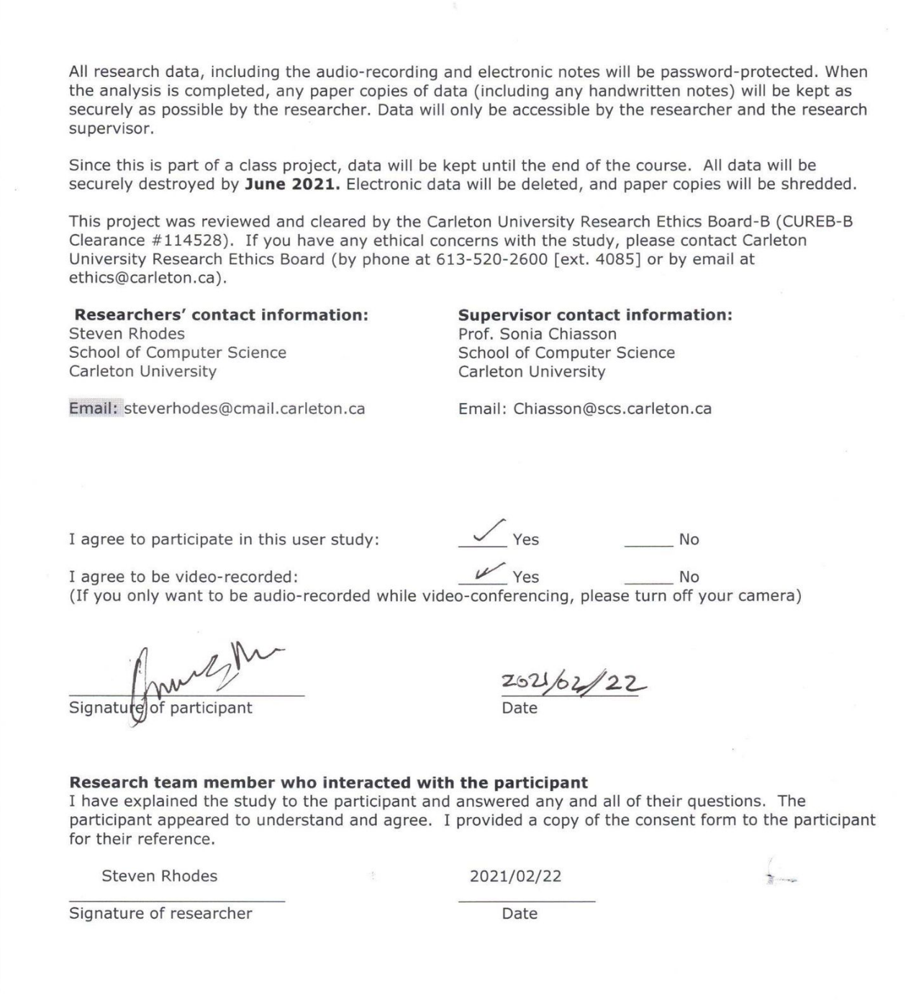 All research data, including the audio-recording and electronic notes will be password-protected. When
the analysis is completed, any paper copies of data (including any handwritten notes) will be kept as
securely as possible by the researcher. Data will only be accessible by the researcher and the research
supervisor.
Since this is part of a class project, data will be kept until the end of the course. All data will be
securely destroyed by June 2021. Electronic data will be deleted, and paper copies will be shredded.
This project was reviewed and cleared by the Carleton University Research Ethics Board-B (CUREB-B
Clearance #114528). If you have any ethical concerns with the study, please contact Carleton
University Research Ethics Board (by phone at 613-520-2600 [ext. 4085] or by email at
ethics@carleton.ca).
Researchers’ contact information:
Steven Rhodes
School of Computer Science
Carleton University
Email: steverhodes@cmail.carleton.ca
Supervisor contact information:
Prof. Sonia Chiasson
School of Computer Science
Carleton University
Email: Chiasson@scs.carleton.ca
I agree to participate in this user study: Yes No
I agree to be video-recorded: Yes No
(If you only want to be audio-recorded while video-conferencing, please turn off your camera)
2021/02/22
Signature of participant Date
Research team member who interacted with the participant
I have explained the study to the participant and answered any and all of their questions. The
participant appeared to understand and agree. I provided a copy of the consent form to the participant
for their reference.
Steven Rhodes 2021/02/22
Signature of researcher Date